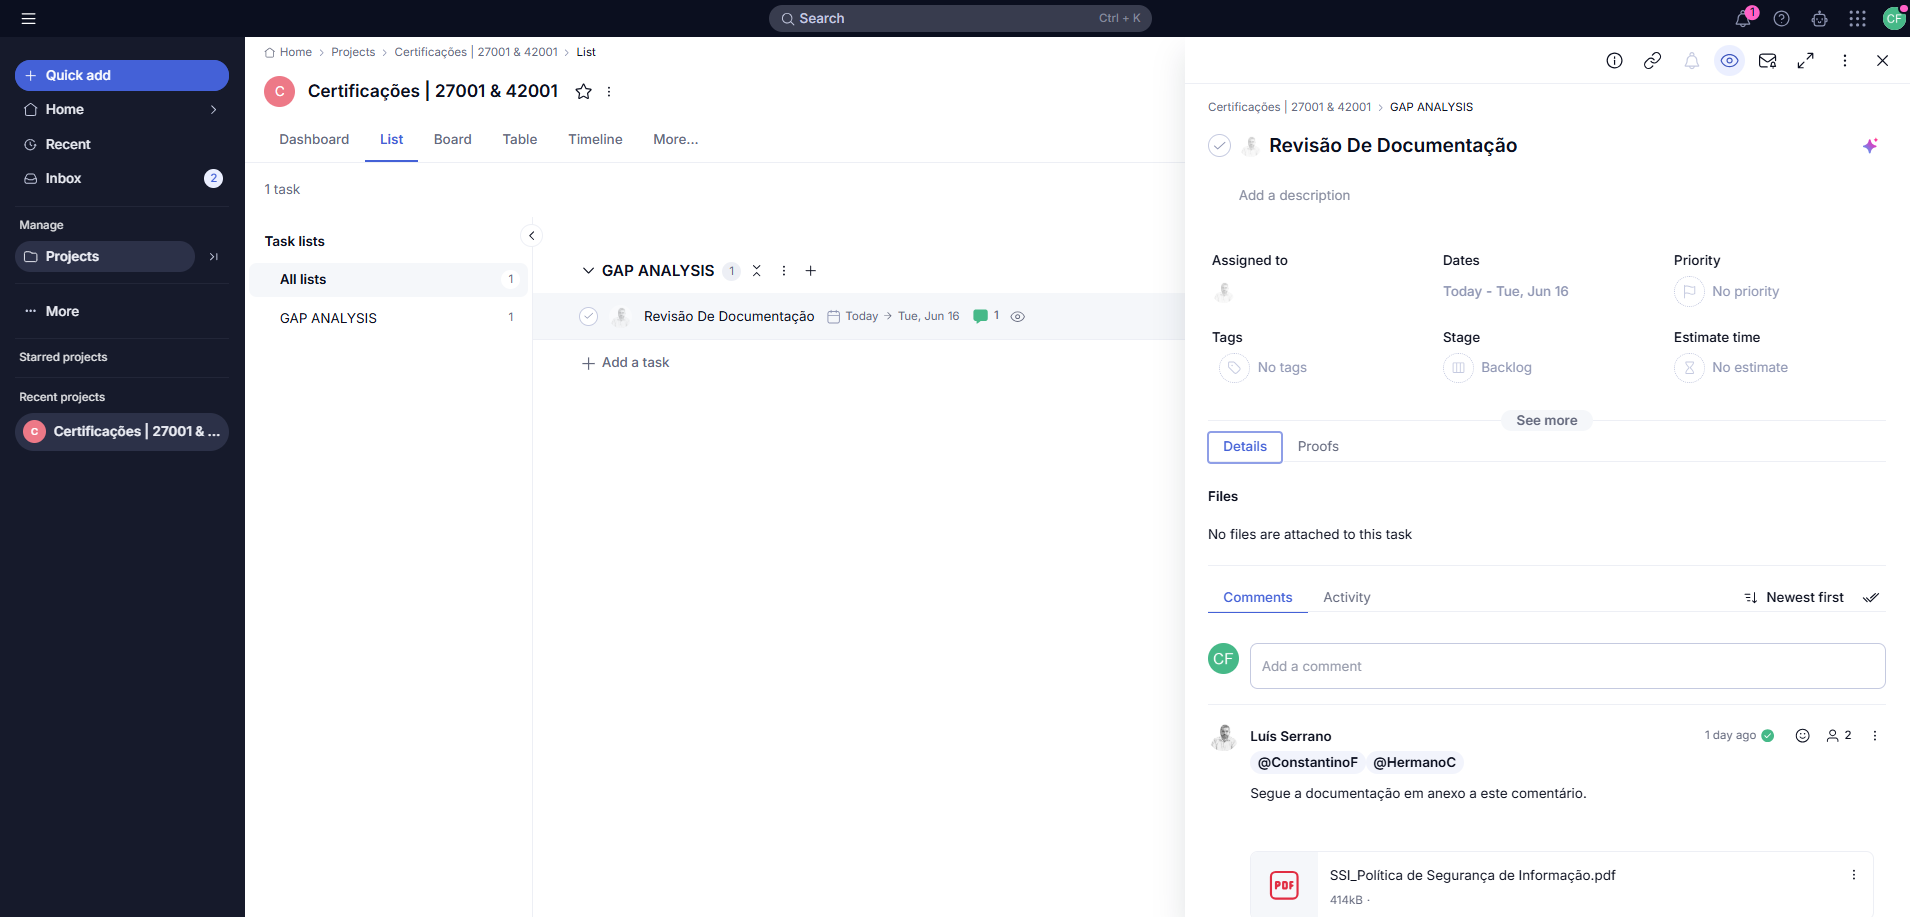 Search
Ctrl + K
1
CF
Quick add
Home
Recent
Inbox
2
Manage
Projects
More
Starred projects
Recent projects
C
Certificações | 27001 & ...
Home
Projects
Certificações | 27001 & 42001
List
C
Certificações | 27001 & 42001
Dashboard
List
Board
Table
Timeline
More...
1 task
Task lists
All lists
1
GAP ANALYSIS
1
GAP ANALYSIS
1
Revisão De Documentação
Today
Tue, Jun 16
1
Add a task
Certificações | 27001 & 42001
GAP ANALYSIS
Revisão De Documentação
Add a description
Assigned to
Dates
Priority
Today - Tue, Jun 16
No priority
Tags
Stage
Estimate time
No tags
Backlog
No estimate
See more
Details
Proofs
Files
No files are attached to this task
Comments
Activity
Newest first
CF
Add a comment
Luís Serrano
1 day ago
2
@ConstantinoF @HermanoC
Segue a documentação em anexo a este comentário.
PDF
SSI_Política de Segurança de Informação.pdf
414kB ·